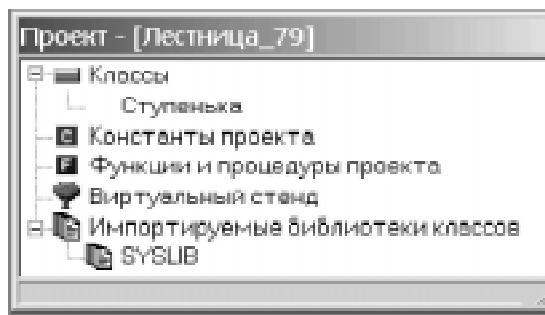 Проект - [Лестница_79]
Классы
Ступенька
C Константы проекта
F Функции и процедуры проекта
Виртуальный стенд
Импортируемые библиотеки классов
SYSLIB